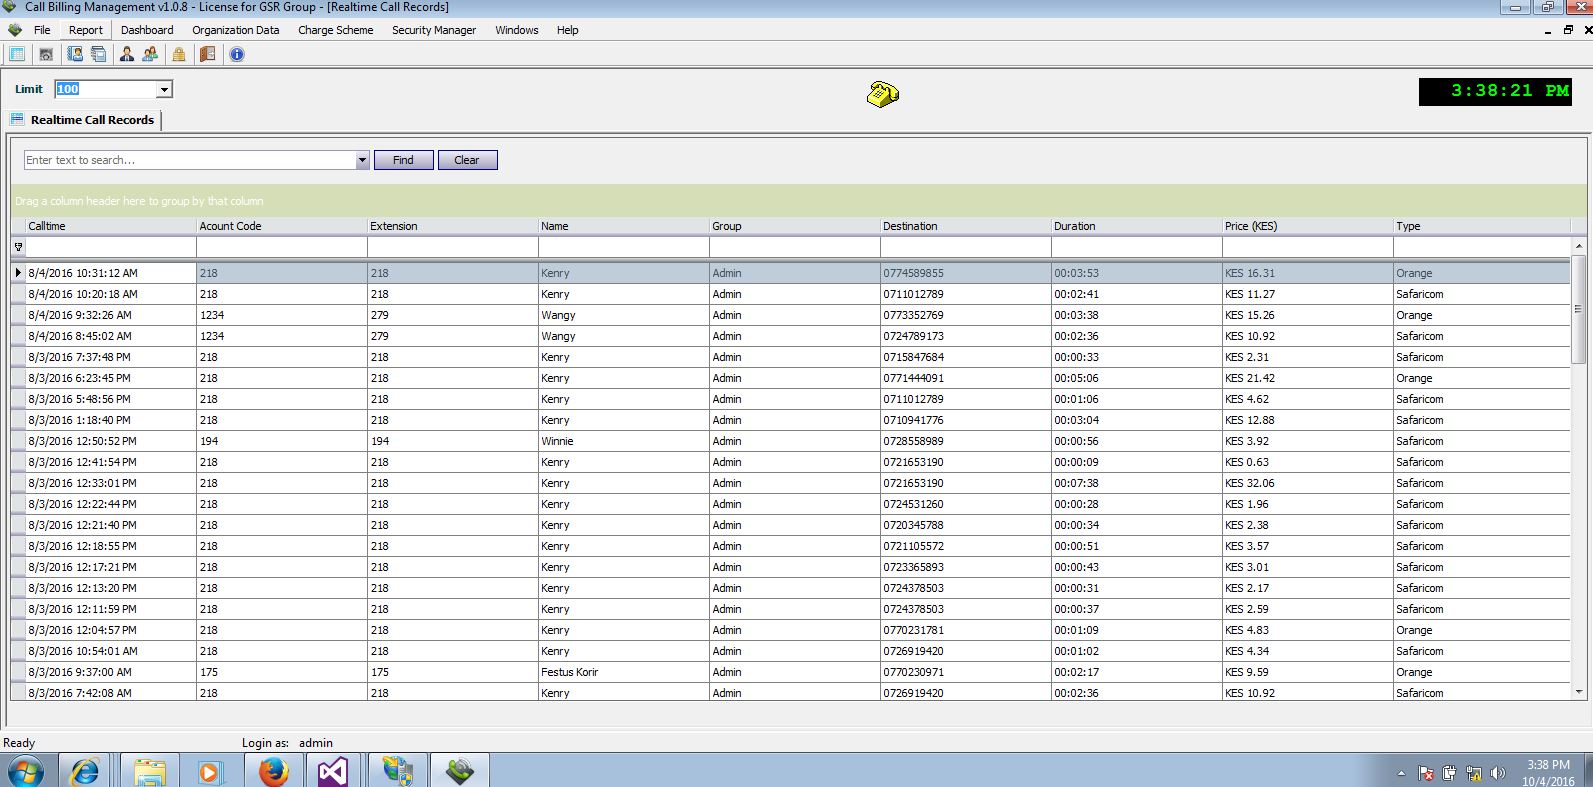 Call Billing Management v1.0.8 - License for GSR Group - [Realtime Call Records]
File Report Dashboard Organization Data Charge Scheme Security Manager Windows Help
Limit 100 3:38:21 PM
Realtime Call Records
Enter text to search... Find Clear
Drag a column header here to group by that column
Calltime Acount Code Extension Name Group Destination Duration Price (KES) Type
8/4/2016 10:31:12 AM 218 218 Kenry Admin 0774589855 00:03:53 KES 16.31 Orange
8/4/2016 10:20:18 AM 218 218 Kenry Admin 0711012789 00:02:41 KES 11.27 Safaricom
8/4/2016 9:32:26 AM 1234 279 Wangy Admin 0773352769 00:03:38 KES 15.26 Orange
8/4/2016 8:45:02 AM 1234 279 Wangy Admin 0724789173 00:02:36 KES 10.92 Safaricom
8/3/2016 7:37:48 PM 218 218 Kenry Admin 0715847684 00:00:33 KES 2.31 Safaricom
8/3/2016 6:23:45 PM 218 218 Kenry Admin 0771444091 00:05:06 KES 21.42 Orange
8/3/2016 5:48:56 PM 218 218 Kenry Admin 0711012789 00:01:06 KES 4.62 Safaricom
8/3/2016 1:18:40 PM 218 218 Kenry Admin 0710941776 00:03:04 KES 12.88 Safaricom
8/3/2016 12:50:52 PM 194 194 Winnie Admin 0728558989 00:00:56 KES 3.92 Safaricom
8/3/2016 12:41:54 PM 218 218 Kenry Admin 0721653190 00:00:09 KES 0.63 Safaricom
8/3/2016 12:33:01 PM 218 218 Kenry Admin 0721653190 00:07:38 KES 32.06 Safaricom
8/3/2016 12:22:44 PM 218 218 Kenry Admin 0724531260 00:00:28 KES 1.96 Safaricom
8/3/2016 12:21:40 PM 218 218 Kenry Admin 0720345788 00:00:34 KES 2.38 Safaricom
8/3/2016 12:18:55 PM 218 218 Kenry Admin 0721105572 00:00:51 KES 3.57 Safaricom
8/3/2016 12:17:21 PM 218 218 Kenry Admin 0723365893 00:00:43 KES 3.01 Safaricom
8/3/2016 12:13:20 PM 218 218 Kenry Admin 0724378503 00:00:31 KES 2.17 Safaricom
8/3/2016 12:11:59 PM 218 218 Kenry Admin 0724378503 00:00:37 KES 2.59 Safaricom
8/3/2016 12:04:57 PM 218 218 Kenry Admin 0770231781 00:01:09 KES 4.83 Orange
8/3/2016 10:54:01 AM 218 218 Kenry Admin 0726919420 00:01:02 KES 4.34 Safaricom
8/3/2016 9:37:00 AM 175 175 Festus Korir Admin 0770230971 00:02:17 KES 9.59 Orange
8/3/2016 7:42:08 AM 218 218 Kenry Admin 0726919420 00:02:36 KES 10.92 Safaricom
Ready Login as: admin
3:38 PM
10/4/2016